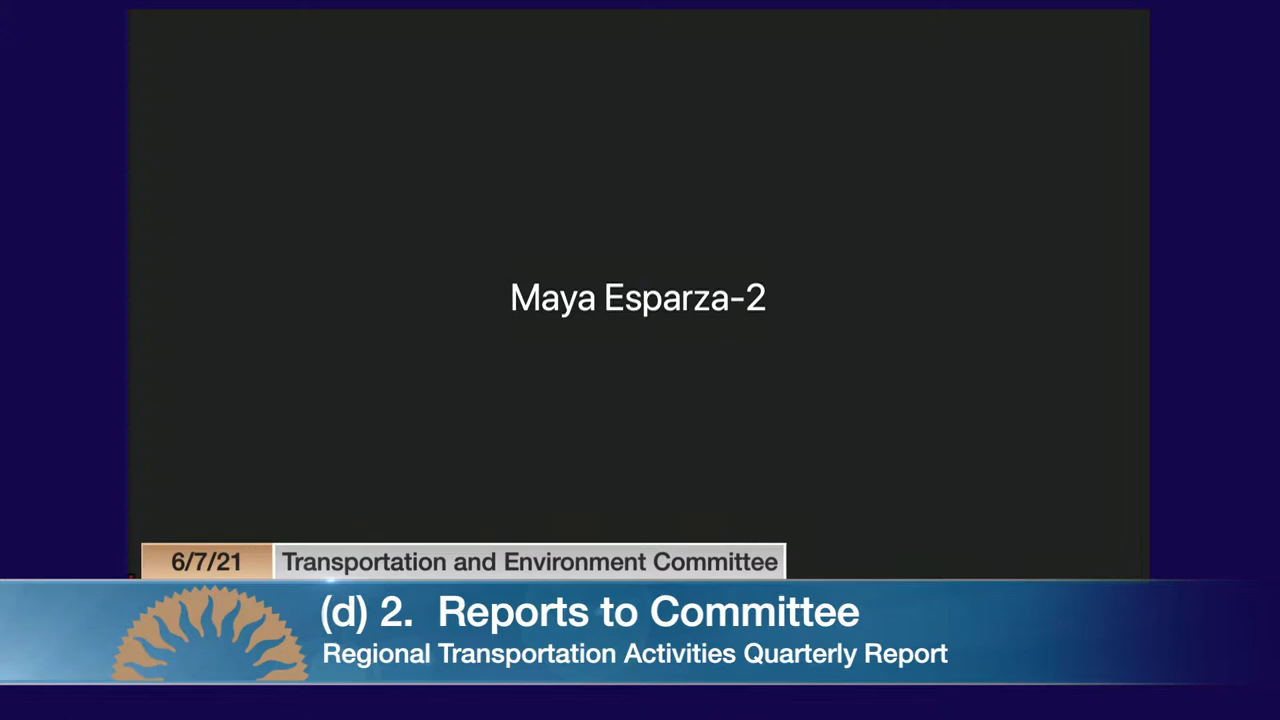 Maya Esparza-2
6/7/21 Transportation and Environment Committee
(d) 2. Reports to Committee
Regional Transportation Activities Quarterly Report